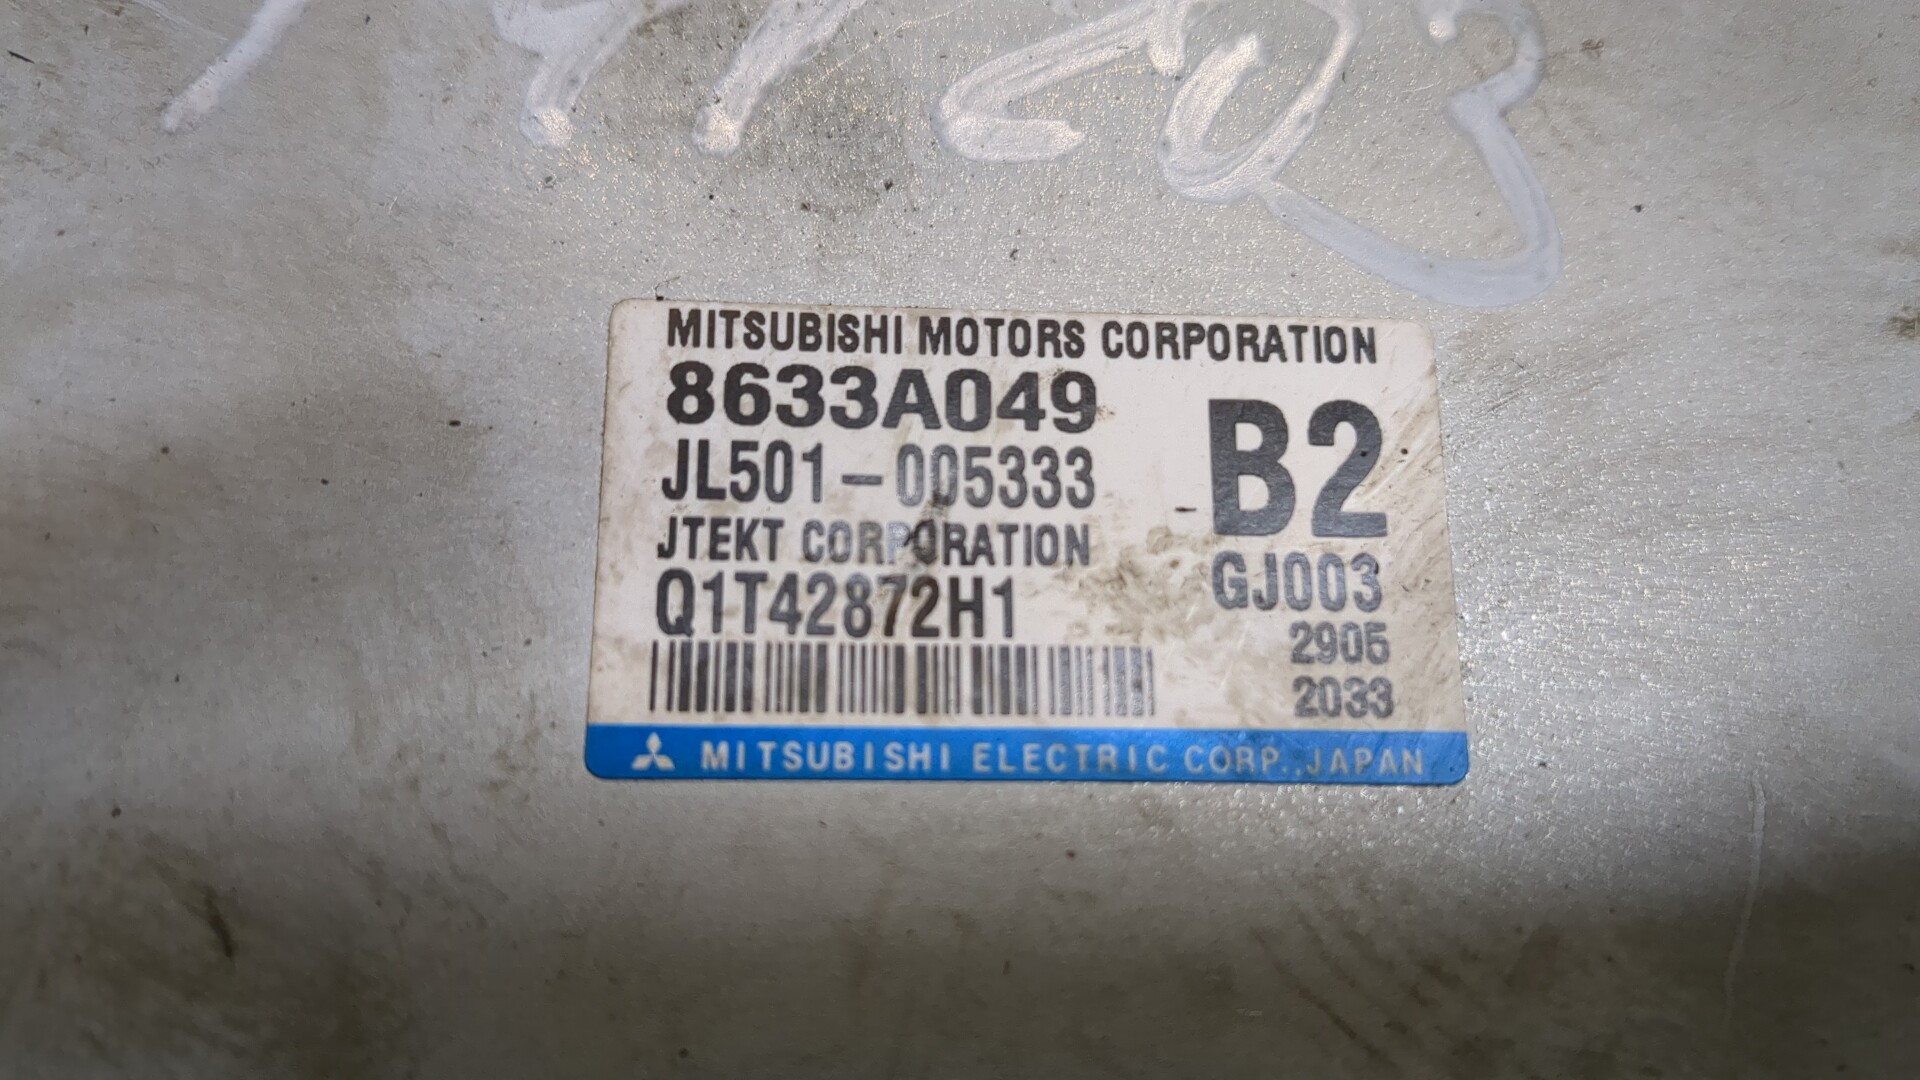 MITSUBISHI MOTORS CORPORATION
8633A049
JL501-005333
JTEKT CORPORATION
Q1T42872H1
B2
GJ003
2905
2033
MITSUBISHI ELECTRIC CORP., JAPAN